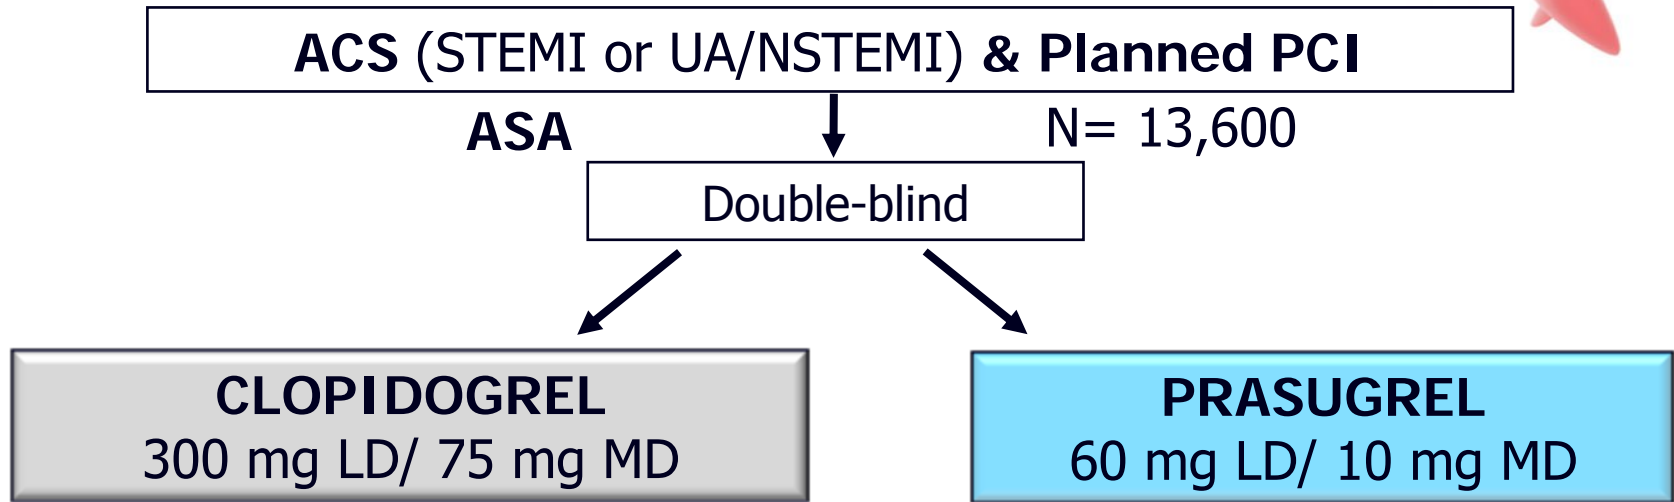 ACS (STEMI or UA/NSTEMI) & Planned PCI
ASA
N= 13,600
Double-blind
CLOPIDOGREL
300 mg LD/ 75 mg MD
PRASUGREL
60 mg LD/ 10 mg MD